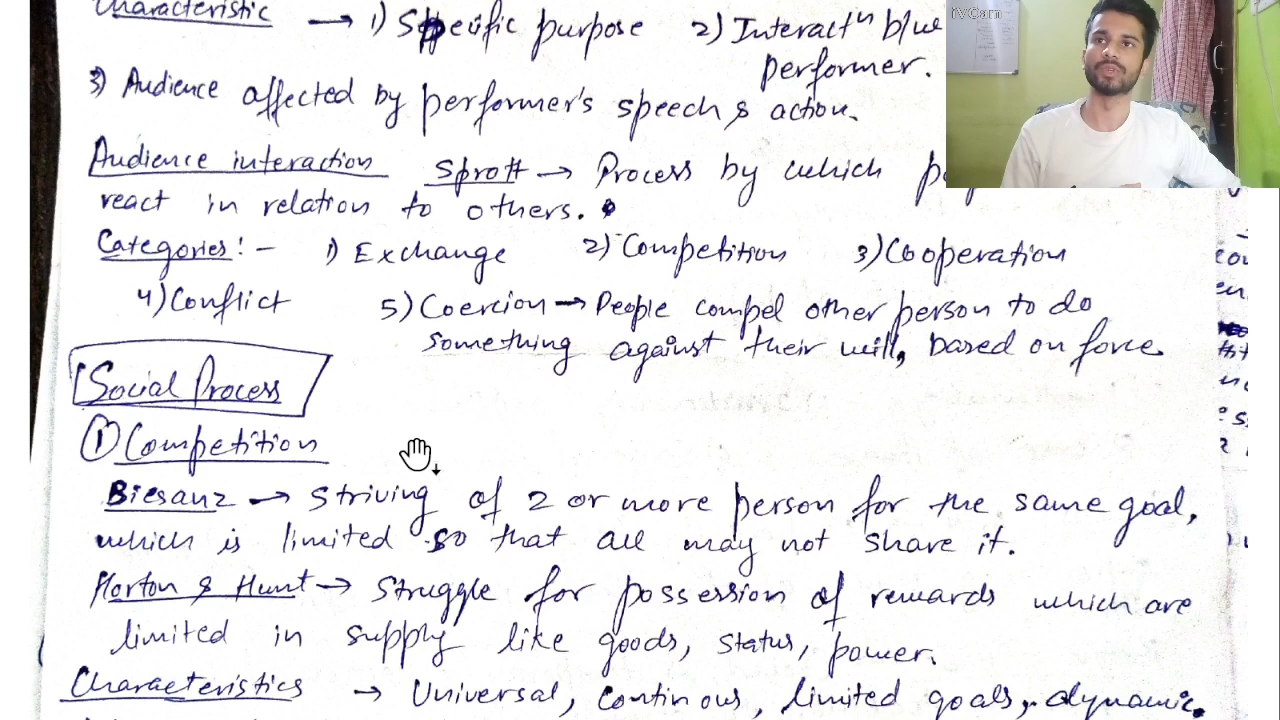 Characteristic → 1) Specific purpose 2) Interactn b/w
iVCam
performer.
3) Audience affected by performer's speech & action.
Audience interaction Sprott → Process by which
react in relation to others.
Categories: - 1) Exchange 2) Competition 3) Cooperation
4) Conflict 5) Coercion → People compel other person to do
something against their will, based on force.
Social Process
① Competition
Biesanz → Striving of 2 or more person for the same goal,
which is limited so that all may not share it.
Horton & Hunt → Struggle for possession of rewards which are
limited in supply like goods, status, power.
Characteristics → Universal, Continous, limited goals, dynamic.